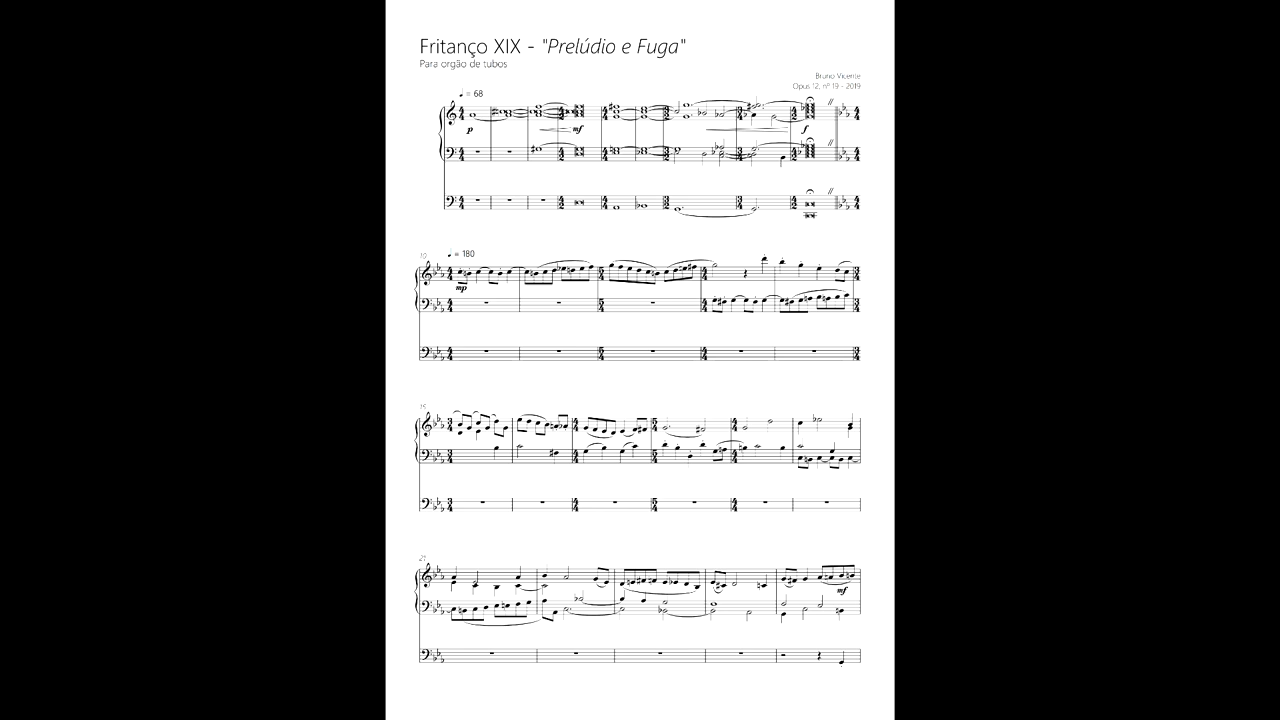 Fritanço XIX - "Prelúdio e Fuga"
Para orgão de tubos
Bruno Vicente
Opus 12, nº 19 - 2019
♩ = 68
p
mf
f
10
♩ = 180
mp
15
21
mf